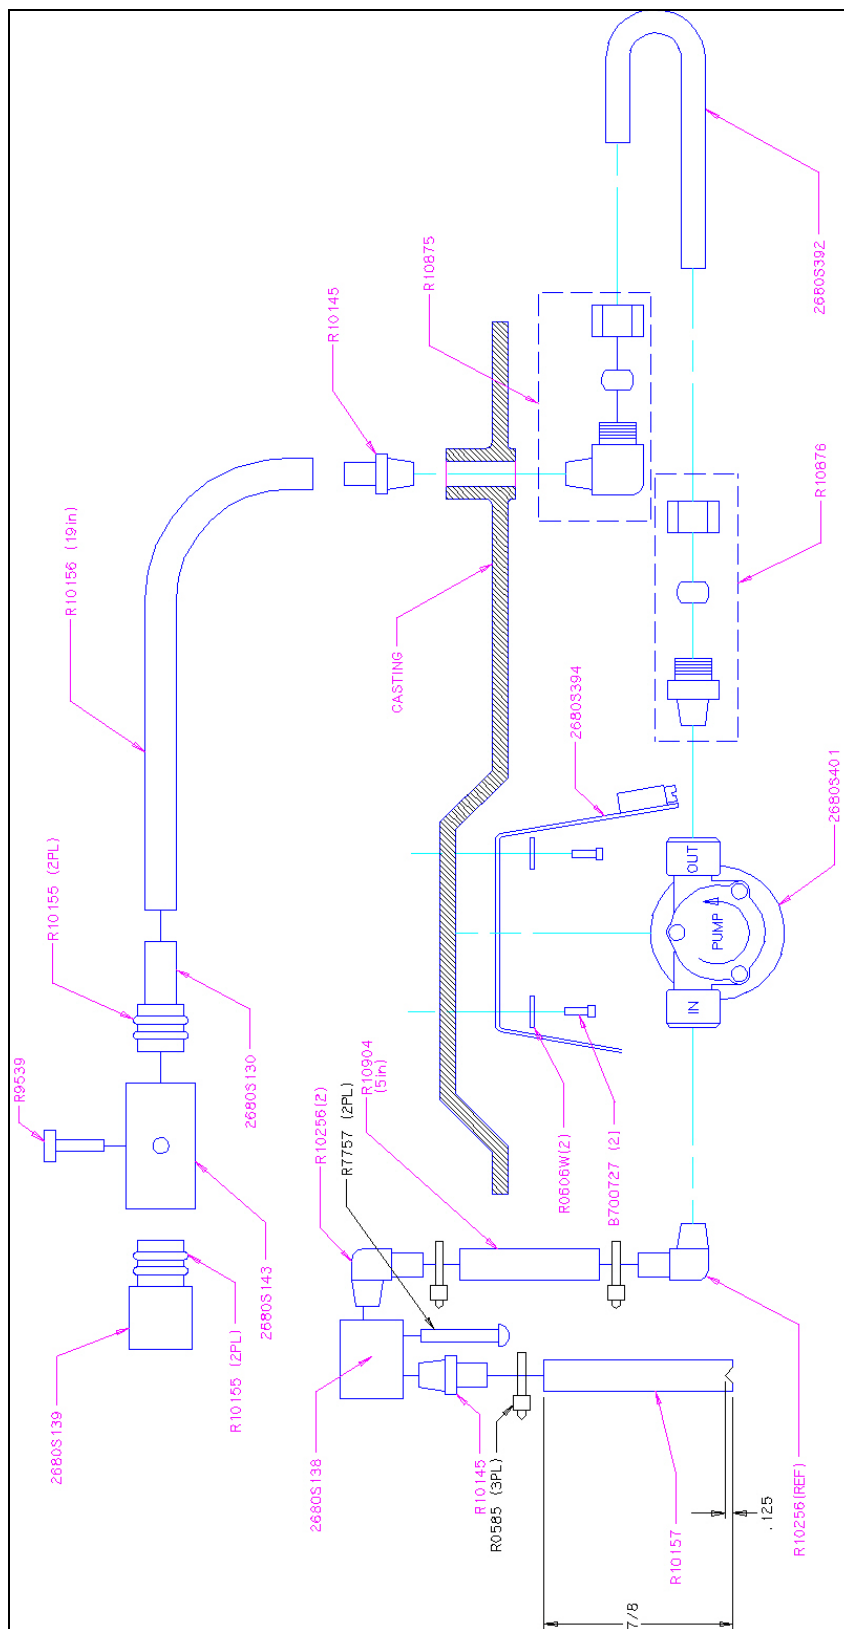 2680S392
R10875
R10145
R10876
R10156 (19in)
CASTING
2680S394
2680S401
R10155 (2PL)
OUT
PUMP
IN
R9539
2680S130
R10904
(5in)
R10256(2)
R7757 (2PL)
R0606W(2)
B700727 (2)
2680S143
R10155 (2PL)
2680S139
2680S138
R10145
R0585 (3PL)
R10157
.125
R10256(REF)
7/8